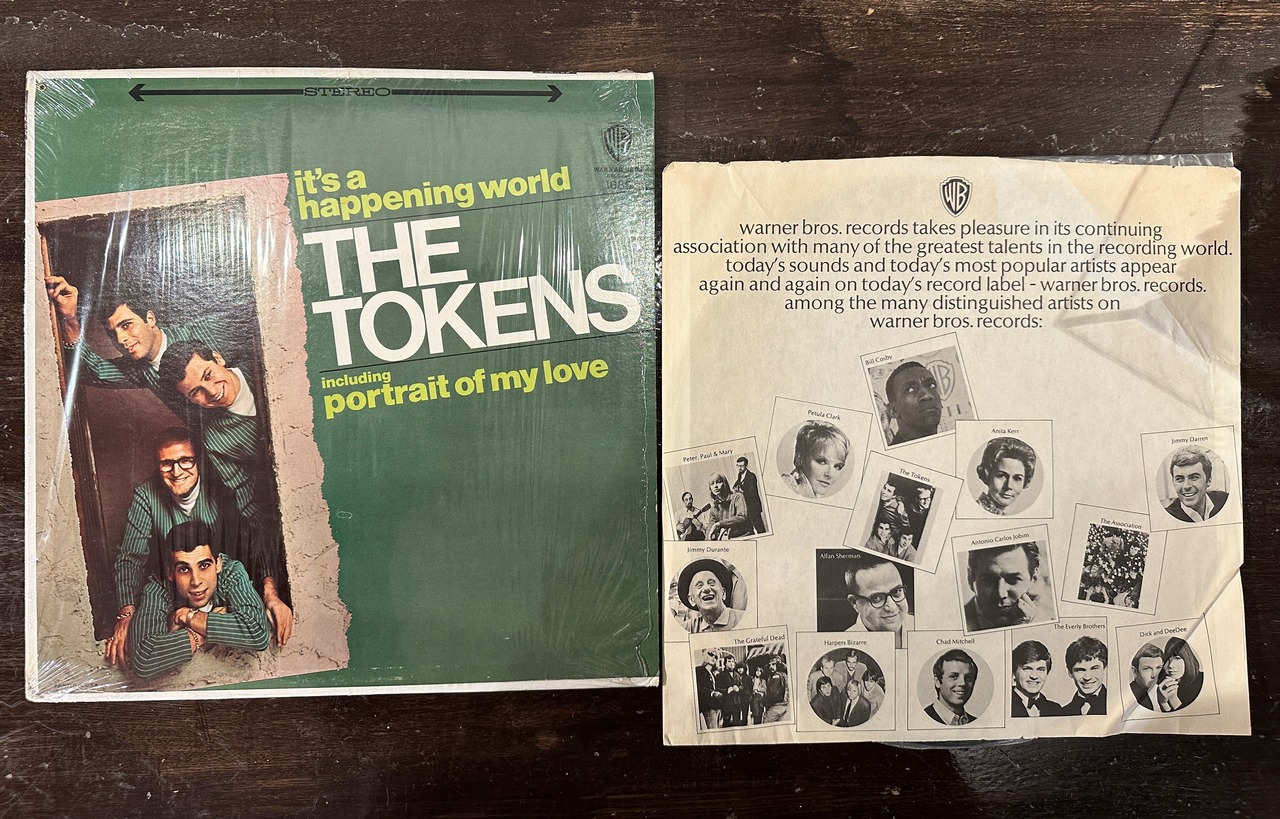 STEREO
WB
it's a
happening world
THE
TOKENS
including
portrait of my love
WB
warner bros. records takes pleasure in its continuing
association with many of the greatest talents in the recording world.
today's sounds and today's most popular artists appear
again and again on today's record label - warner bros. records.
among the many distinguished artists on
warner bros. records:
Bill Cosby
Petula Clark
Anita Kerr
Jimmy Darren
Peter, Paul & Mary
The Tokens
The Association
Jimmy Durante
Allan Sherman
Antonio Carlos Jobim
The Grateful Dead
Harpers Bizarre
Chad Mitchell
The Everly Brothers
Dick and DeeDee